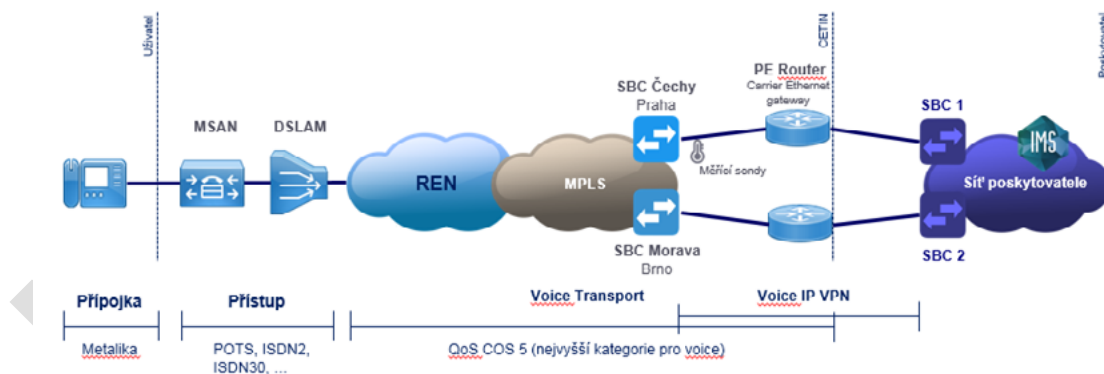 Uživatel
CETIN
Poskytovatel
MSAN
DSLAM
REN
MPLS
SBC Čechy
Praha
SBC Morava
Brno
Měřící sondy
PE Router
Carrier Ethernet
gateway
SBC 1
SBC 2
IMS
Síť poskytovatele
Přípojka
Přístup
Voice Transport
Voice IP VPN
Metalika
POTS, ISDN2,
ISDN30, ...
QoS COS 5 (nejvyšší kategorie pro voice)